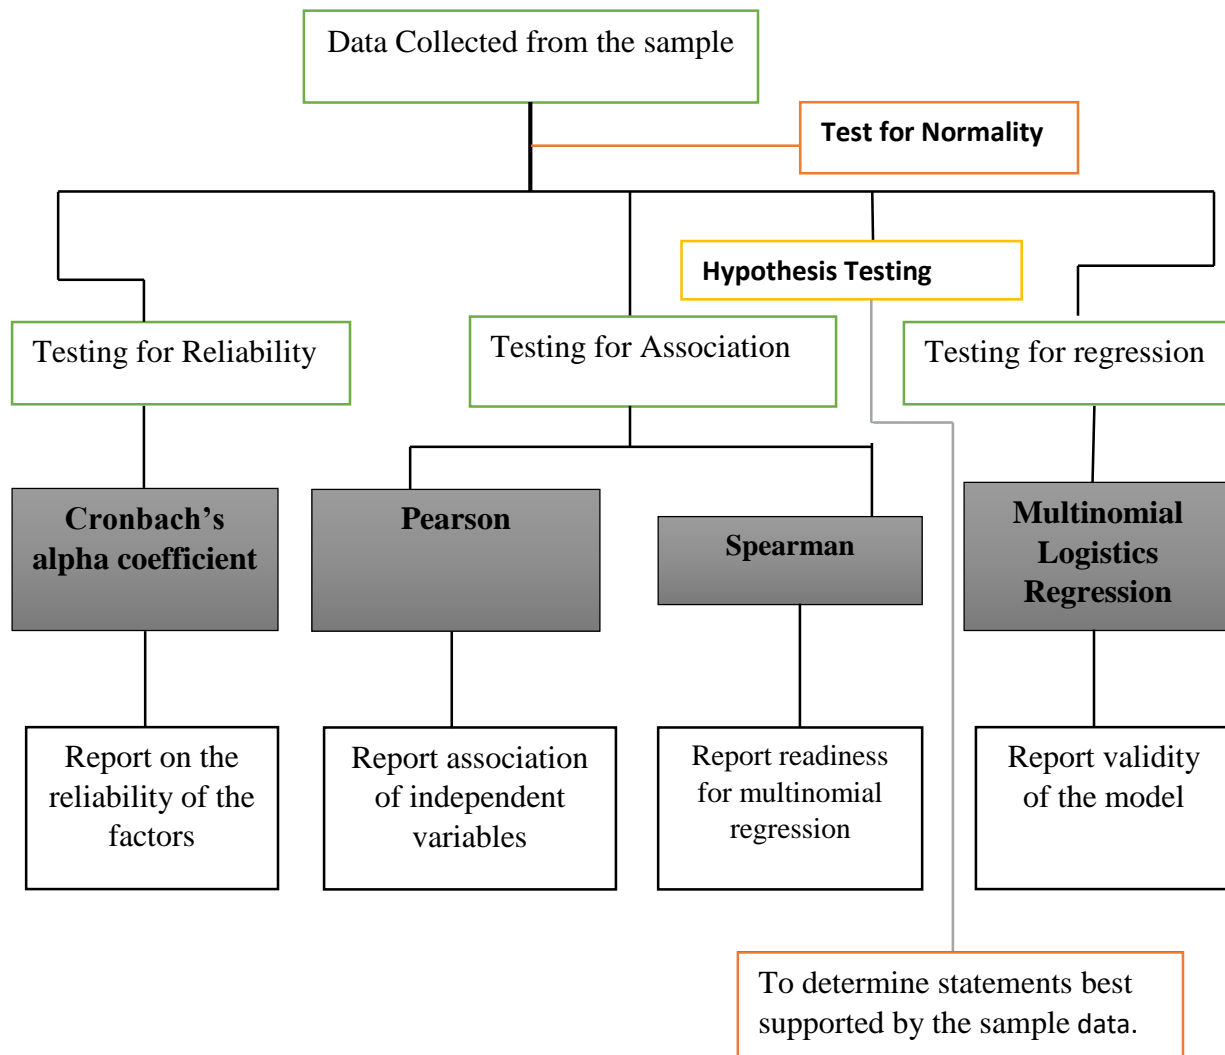 Data Collected from the sample
Test for Normality
Hypothesis Testing
Testing for Reliability
Testing for Association
Testing for regression
Cronbach’s
alpha coefficient
Pearson
Spearman
Multinomial
Logistics
Regression
Report on the
reliability of the
factors
Report association
of independent
variables
Report readiness
for multinomial
regression
Report validity
of the model
To determine statements best
supported by the sample data.